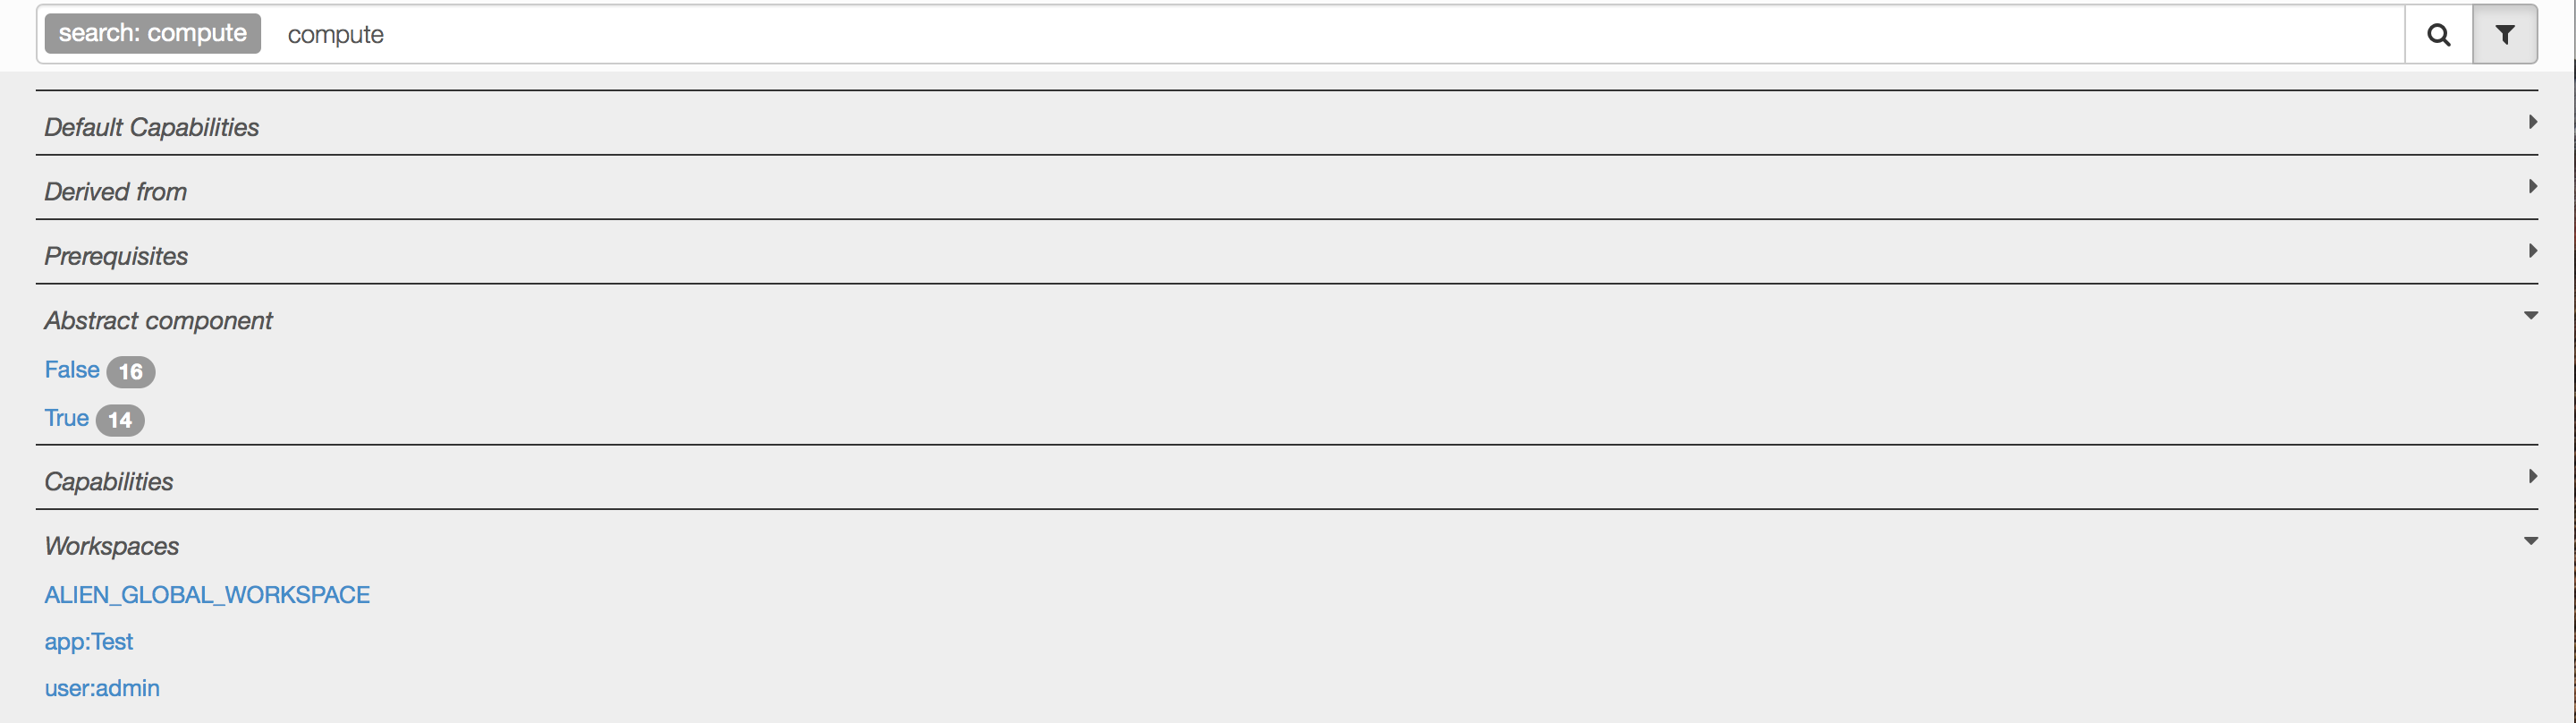 search: compute compute
Default Capabilities
Derived from
Prerequisites
Abstract component
False 16
True 14
Capabilities
Workspaces
ALIEN_GLOBAL_WORKSPACE
app:Test
user:admin